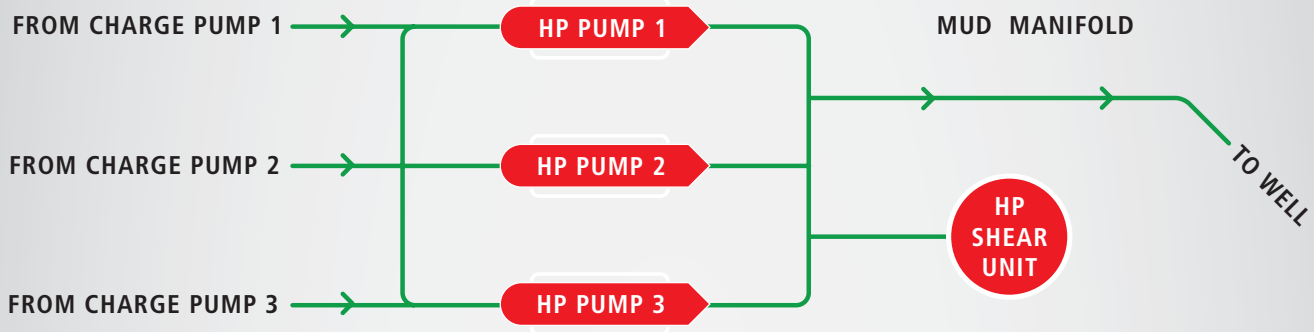 FROM CHARGE PUMP 1
HP PUMP 1
MUD MANIFOLD
FROM CHARGE PUMP 2
HP PUMP 2
TO WELL
HP
SHEAR
UNIT
FROM CHARGE PUMP 3
HP PUMP 3